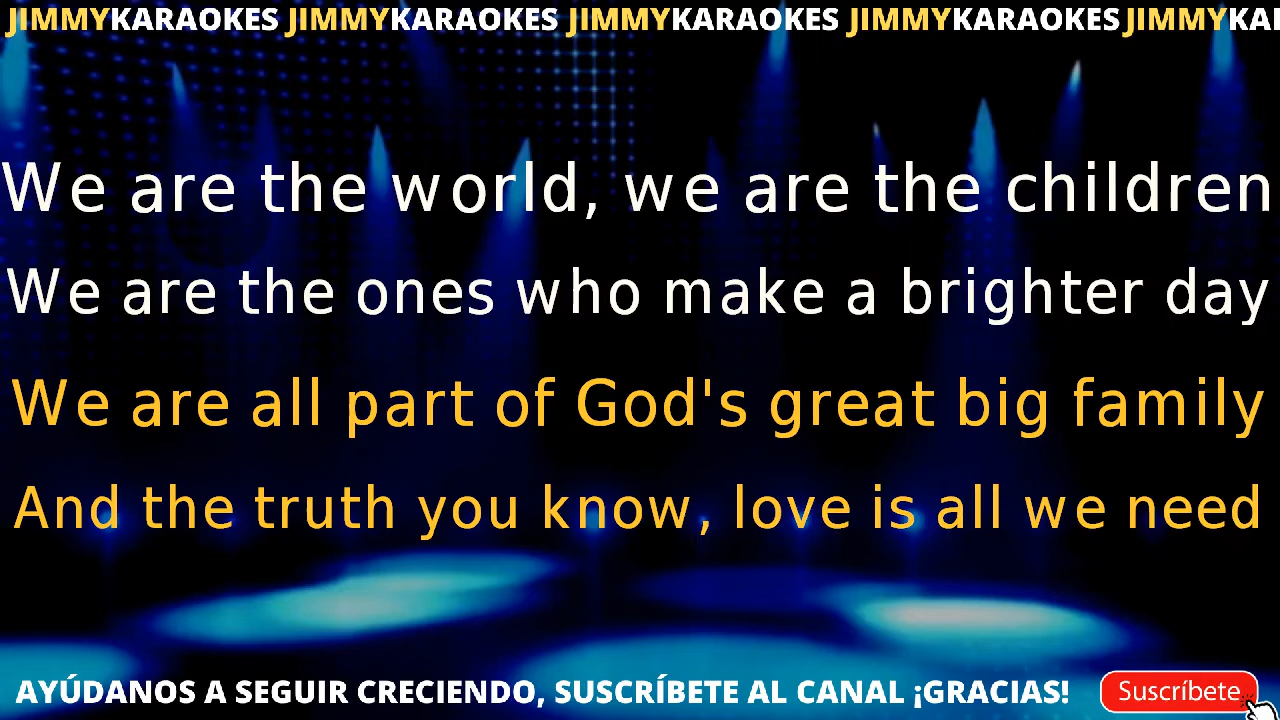 JIMMYKARAOKES JIMMYKARAOKES JIMMYKARAOKES JIMMYKARAOKES JIMMYKAI
We are the world, we are the children
We are the ones who make a brighter day
We are all part of God's great big family
And the truth you know, love is all we need
AYÚDANOS A SEGUIR CRECIENDO, SUSCRÍBETE AL CANAL ¡GRACIAS! Suscríbete